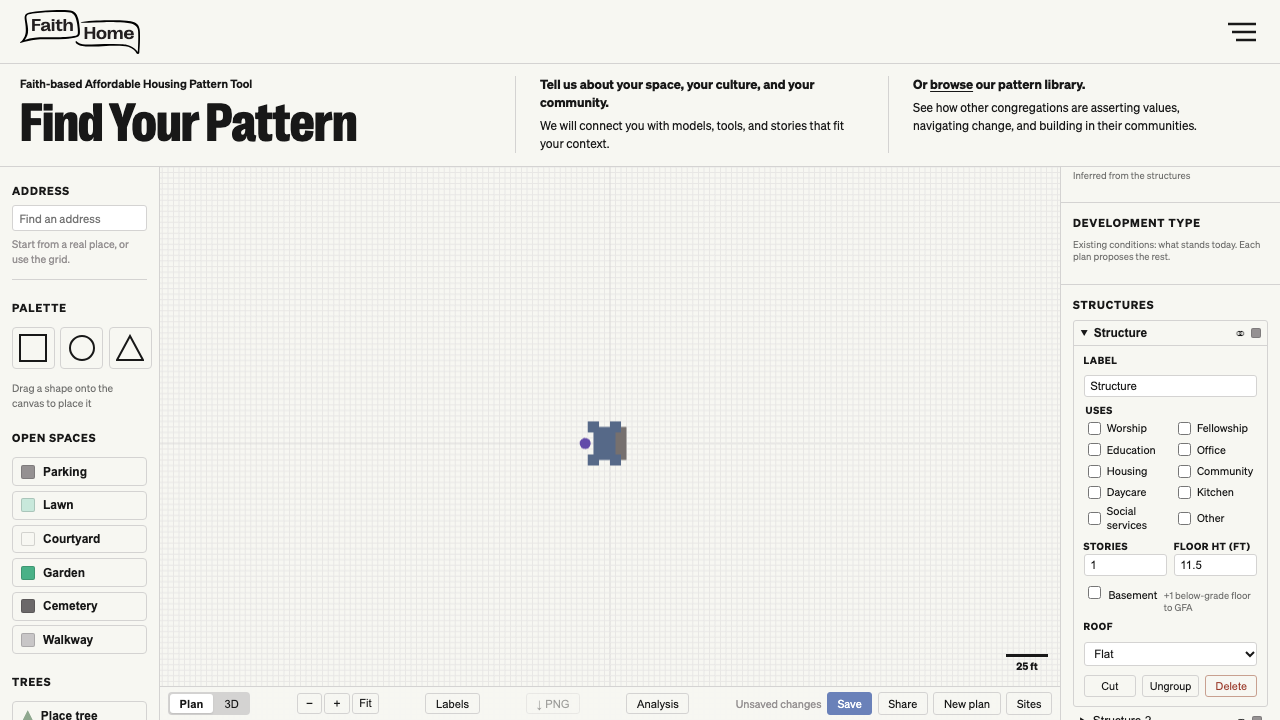 Faith
Home
Faith-based Affordable Housing Pattern Tool
Find Your Pattern
Tell us about your space, your culture, and your
community.
We will connect you with models, tools, and stories that fit
your context.
Or browse our pattern library.
See how other congregations are asserting values,
navigating change, and building in their communities.
ADDRESS
Find an address
Start from a real place, or
use the grid.
PALETTE
Drag a shape onto the
canvas to place it
OPEN SPACES
Parking
Lawn
Courtyard
Garden
Cemetery
Walkway
TREES
Place tree
25 ft
Plan 3D
− + Fit
Labels
↓ PNG
Analysis
Unsaved changes
Save
Share
New plan
Sites
Inferred from the structures
DEVELOPMENT TYPE
Existing conditions: what stands today. Each
plan proposes the rest.
STRUCTURES
Structure
LABEL
Structure
USES
Worship Fellowship
Education Office
Housing Community
Daycare Kitchen
Social
services
Other
STORIES FLOOR HT (FT)
1 11.5
Basement +1 below-grade floor
to GFA
ROOF
Flat
Cut Ungroup Delete
Structure 2